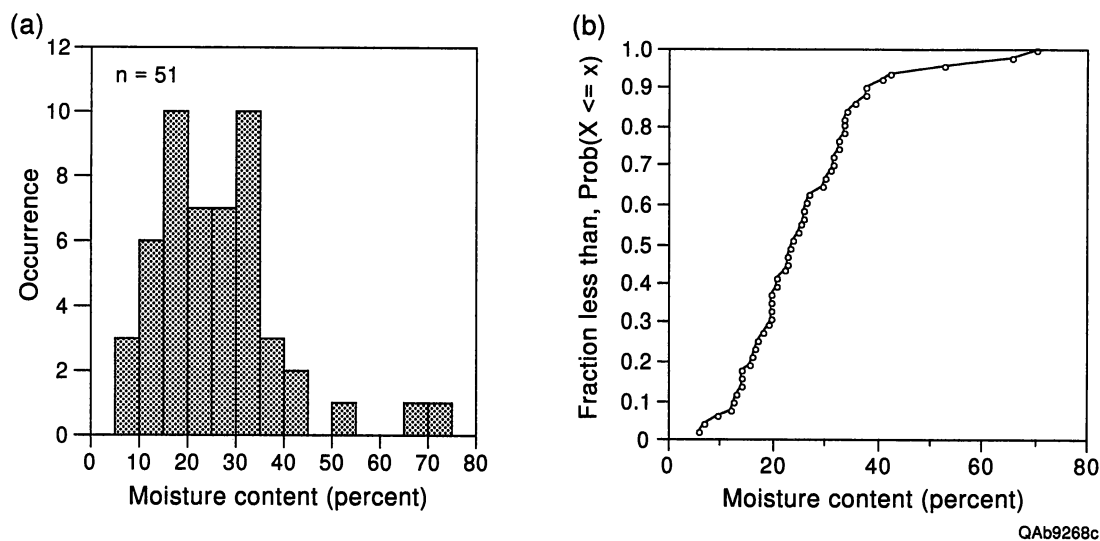 (a)
12
10
8
6
4
2
0
Occurrence
n = 51
0 10 20 30 40 50 60 70 80
Moisture content (percent)
(b)
1.0
0.9
0.8
0.7
0.6
0.5
0.4
0.3
0.2
0.1
0
Fraction less than, Prob(X <= x)
0 20 40 60 80
Moisture content (percent)
QAb9268c